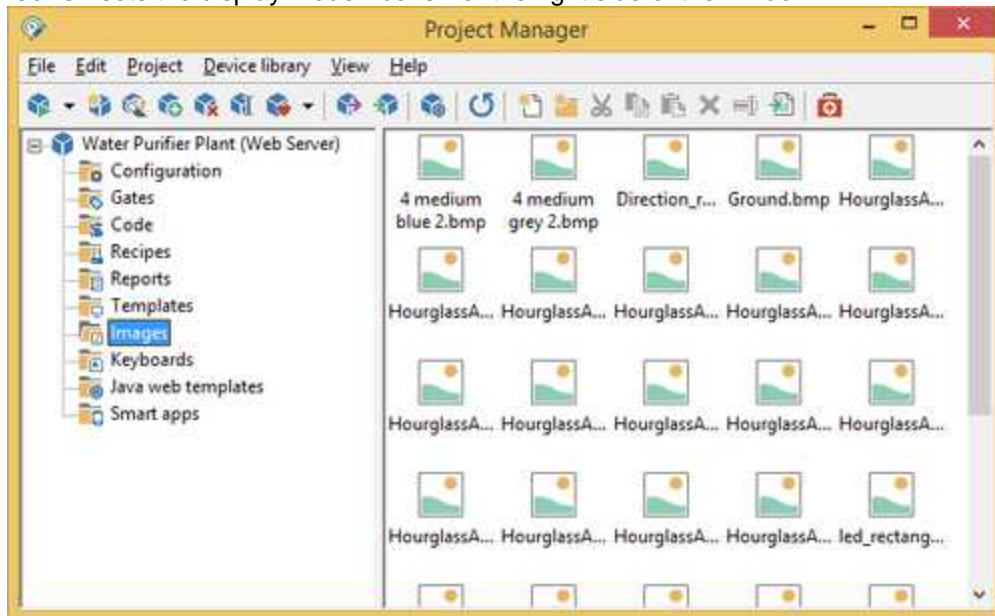 Project Manager
File Edit Project Device library View Help
Water Purifier Plant (Web Server)
Configuration
Gates
Code
Recipes
Reports
Templates
Images
Keyboards
Java web templates
Smart apps
4 medium blue 2.bmp
4 medium grey 2.bmp
Direction_r...
Ground.bmp
HourglassA...
HourglassA... HourglassA... HourglassA... HourglassA... HourglassA...
HourglassA... HourglassA... HourglassA... HourglassA... HourglassA...
HourglassA... HourglassA... HourglassA... HourglassA... led_rectang...